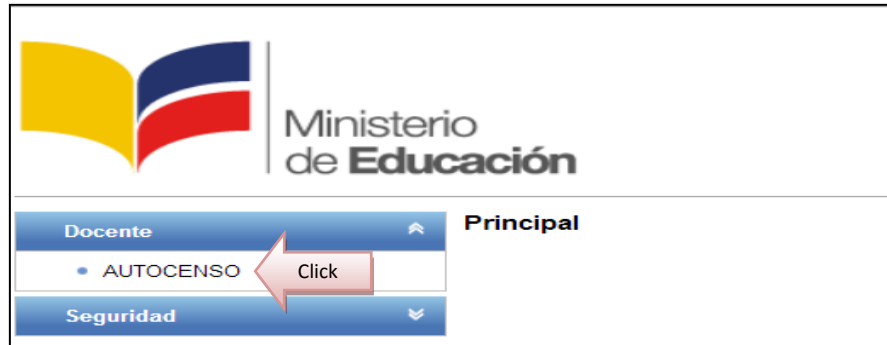 Ministerio
de Educación
Docente
Principal
AUTOCENSO
Click
Seguridad